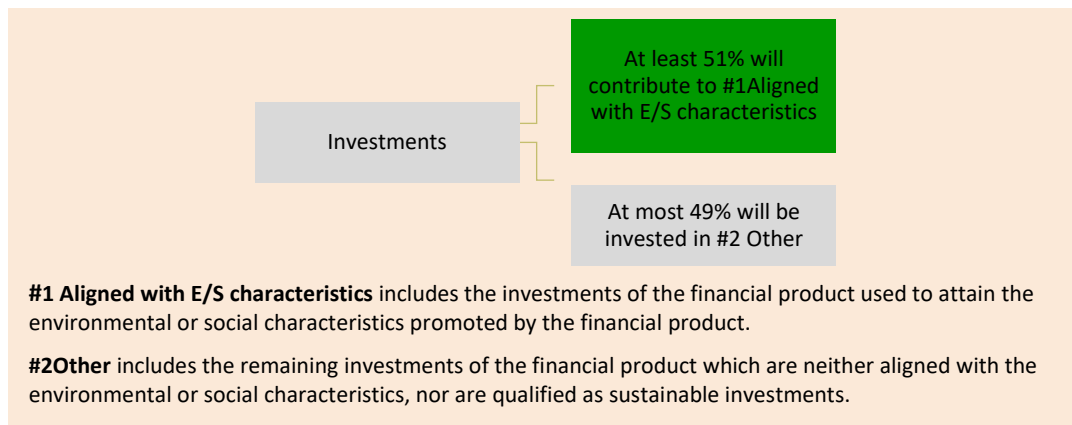 At least 51% will
contribute to #1Aligned
with E/S characteristics
Investments
At most 49% will be
invested in #2 Other
#1 Aligned with E/S characteristics includes the investments of the financial product used to attain the
environmental or social characteristics promoted by the financial product.
#2Other includes the remaining investments of the financial product which are neither aligned with the
environmental or social characteristics, nor are qualified as sustainable investments.